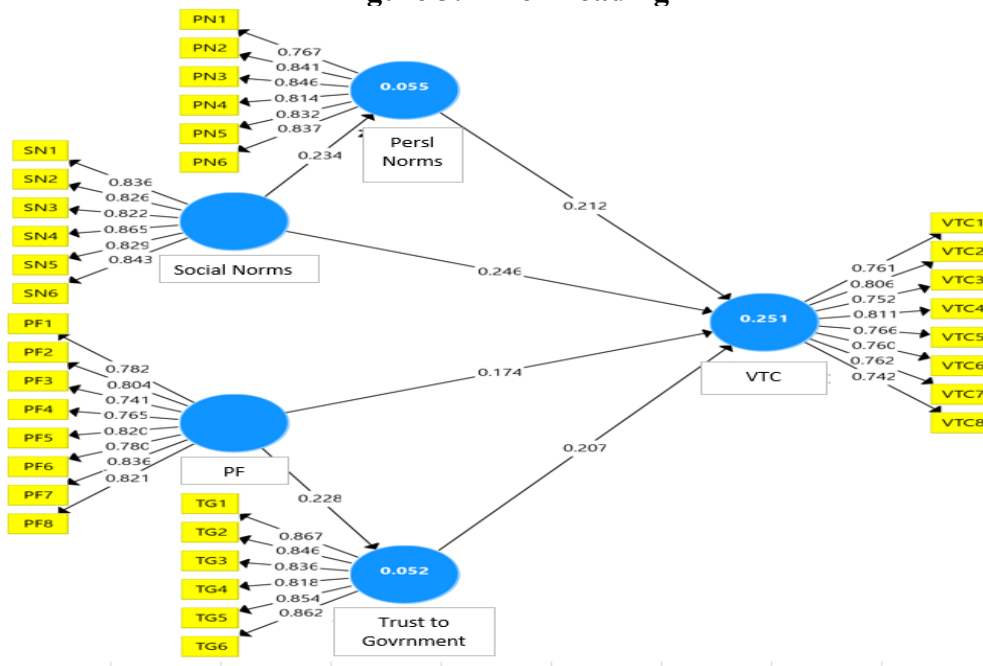 PN1
PN2
PN3
PN4
PN5
PN6
0.767
0.841
0.846
0.814
0.832
0.837
0.055
Persl
Norms
0.234
SN1
SN2
SN3
SN4
SN5
SN6
0.836
0.826
0.822
0.865
0.829
0.843
Social Norms
0.212
0.246
0.174
0.207
VTC1
VTC2
VTC3
VTC4
VTC5
VTC6
VTC7
VTC8
0.761
0.806
0.752
0.811
0.766
0.760
0.762
0.742
0.251
VTC
PF1
PF2
PF3
PF4
PF5
PF6
PF7
PF8
0.782
0.804
0.741
0.765
0.820
0.780
0.836
0.821
PF
0.228
TG1
TG2
TG3
TG4
TG5
TG6
0.867
0.846
0.836
0.818
0.854
0.862
0.052
Trust to
Govrnment